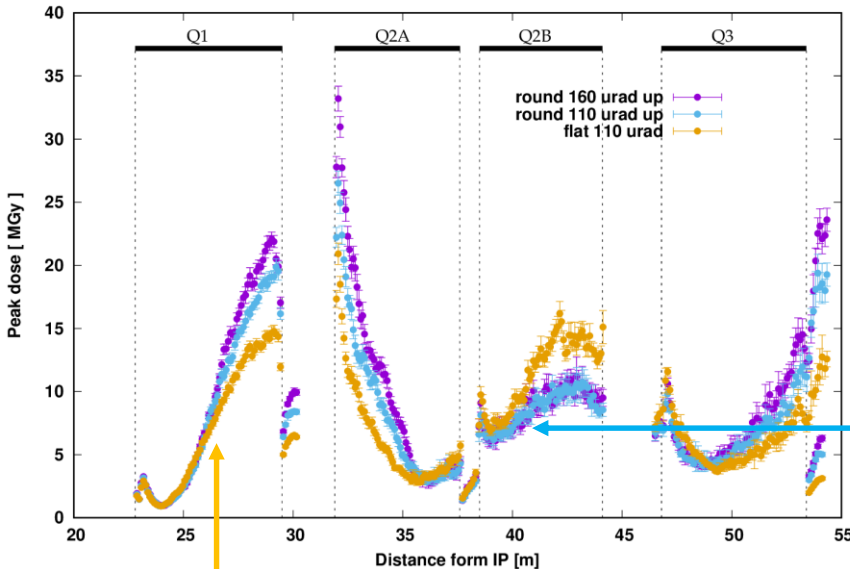 40
35
30
25
20
15
10
5
0
Peak dose [ MGy ]
Q1 Q2A Q2B Q3
round 160 urad up
round 110 urad up
flat 110 urad
20 25 30 35 40 45 50 55
Distance form IP [m]